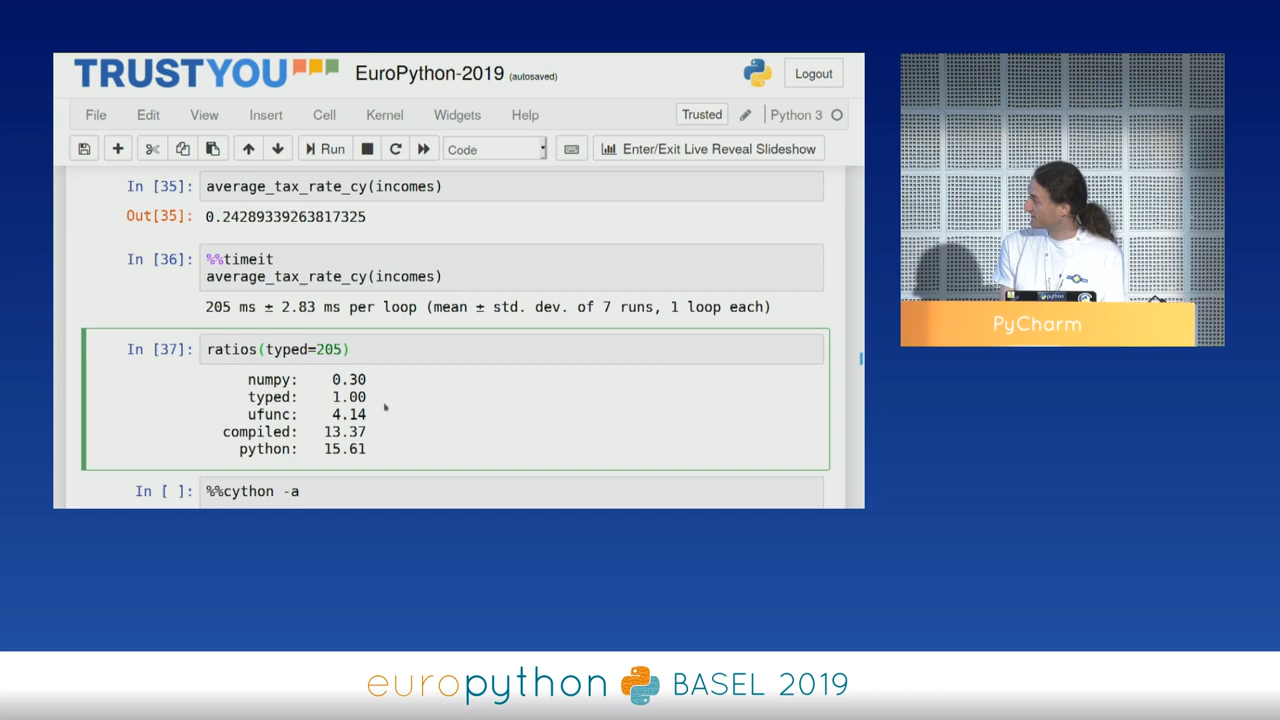 TRUSTYOU
EuroPython-2019 (autosaved)
Logout
File Edit View Insert Cell Kernel Widgets Help
Trusted
Python 3
Run
Code
Enter/Exit Live Reveal Slideshow
In [35]: average_tax_rate_cy(incomes)
Out[35]: 0.24289339263817325
In [36]: %%timeit
average_tax_rate_cy(incomes)
205 ms ± 2.83 ms per loop (mean ± std. dev. of 7 runs, 1 loop each)
In [37]: ratios(typed=205)
numpy: 0.30
typed: 1.00
ufunc: 4.14
compiled: 13.37
python: 15.61
In [ ]: %%cython -a
python
PyCharm
europython BASEL 2019